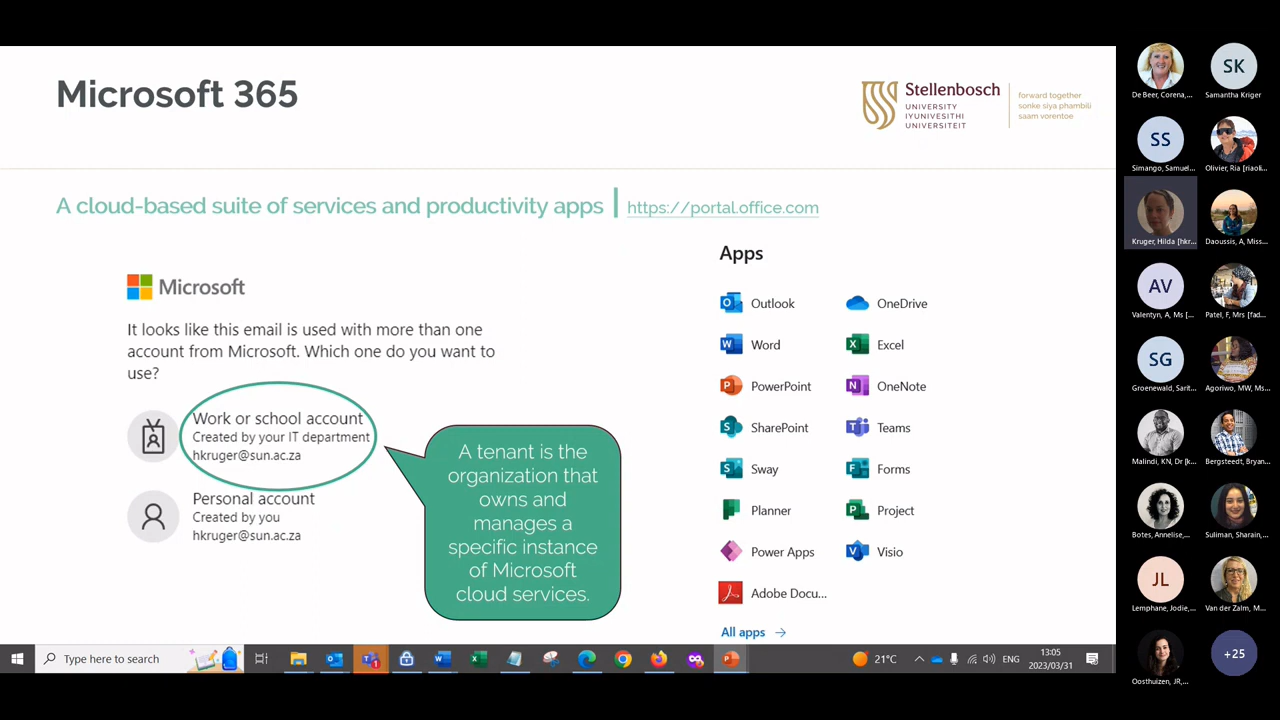 Microsoft 365
Stellenbosch
UNIVERSITY
IYUNIVESITHI
UNIVERSITEIT
forward together
sonke siya phambili
saam vorentoe
A cloud-based suite of services and productivity apps | https://portal.office.com
Microsoft
It looks like this email is used with more than one
account from Microsoft. Which one do you want to
use?
Work or school account
Created by your IT department
hkruger@sun.ac.za
Personal account
Created by you
hkruger@sun.ac.za
A tenant is the
organization that
owns and
manages a
specific instance
of Microsoft
cloud services.
Apps
Outlook
OneDrive
Word
Excel
PowerPoint
OneNote
SharePoint
Teams
Sway
Forms
Planner
Project
Power Apps
Visio
Adobe Docu...
All apps
Type here to search
21°C
ENG
13:05
2023/03/31
De Beer, Corena,...
SK
Samantha Kriger
SS
Simango, Samuel...
Olivier, Ria [riaoli...
Kruger, Hilda [hkr...
Daoussis, A, Miss...
AV
Valentyn, A, Ms [...
Patel, F, Mrs [fad...
SG
Groenewald, Sarit...
Agoriwo, MW, Ms...
Malindi, KN, Dr [k...
Bergsteedt, Bryan...
Botes, Annelise,...
Suliman, Sharain,...
JL
Lemphane, Jodie,...
Van der Zalm, M...
Oosthuizen, JR,...
+25